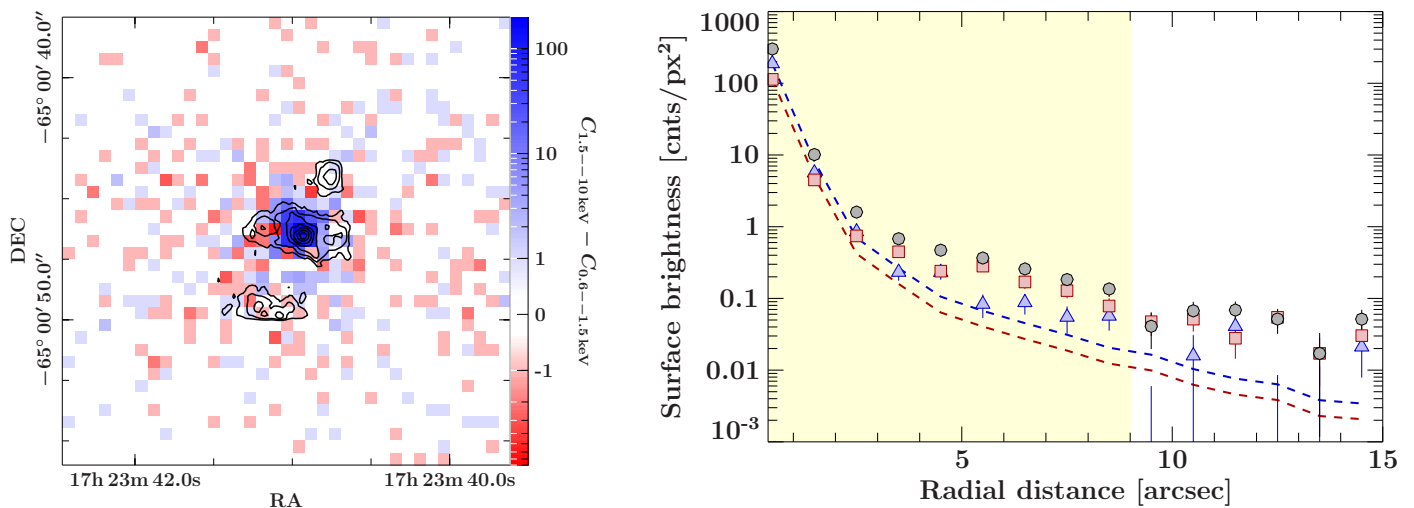 −65° 00′ 40.0″
−65° 00′ 50.0″
DEC
17h 23m 42.0s
17h 23m 40.0s
RA
100
10
1
0
-1
C1.5−−10 keV − C0.6−−1.5 keV
1000
100
10
1
0.1
0.01
10⁻³
Surface brightness [cnts/px²]
5
10
15
Radial distance [arcsec]